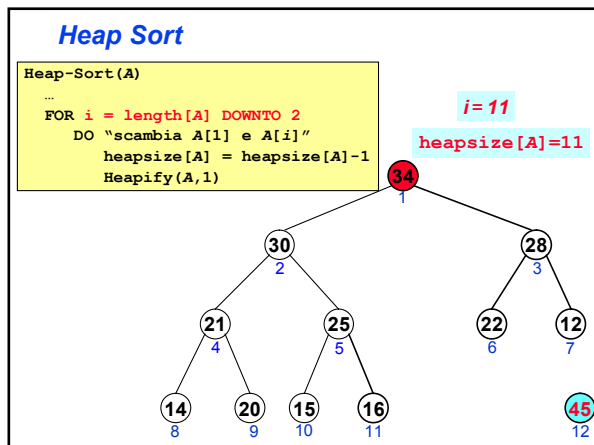 Heap Sort
Heap-Sort(A)
…
FOR i = length[A] DOWNTO 2
DO “scambia A[1] e A[i]”
heapsize[A] = heapsize[A]-1
Heapify(A,1)
i = 11
heapsize[A]=11
34
1
30 28
2 3
21 25 22 12
4 5 6 7
14 20 15 16 45
8 9 10 11 12